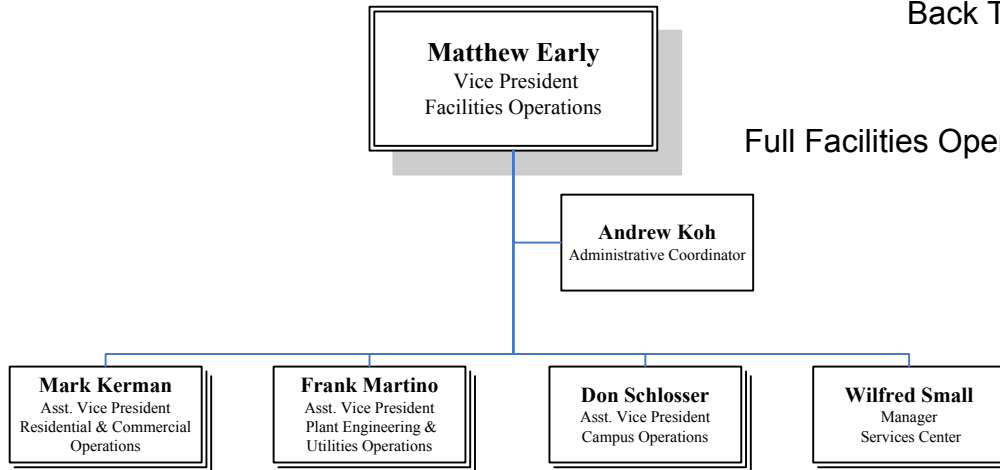 Back
Matthew Early
Vice President
Facilities Operations
Full Facilities
Andrew Koh
Administrative Coordinator
Mark Kerman
Asst. Vice President
Residential & Commercial
Operations
Frank Martino
Asst. Vice President
Plant Engineering &
Utilities Operations
Don Schlosser
Asst. Vice President
Campus Operations
Wilfred Small
Manager
Services Center